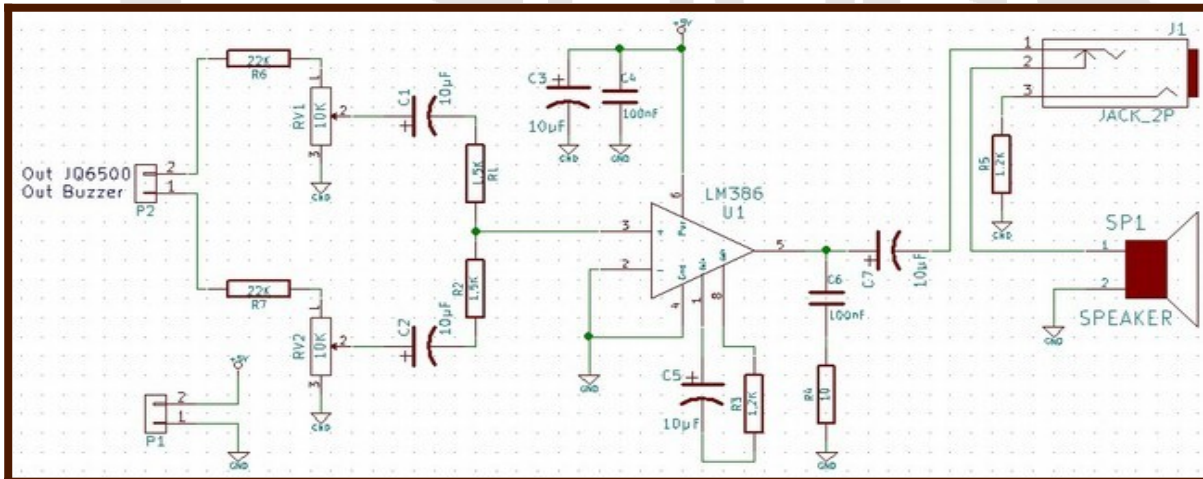 +9V
J1
1
2
3
JACK_2P
22K
R6
1
RV1
10K
2
3
GND
C1
10µF
+
C3
+
10µF
GND
C4
100nF
GND
1.5K
R1
R5
1.2K
GND
Out JQ6500
Out Buzzer
2
1
P2
LM386
U1
6
3
+
2
-
4
1
8
5
GND
SP1
1
2
SPEAKER
GND
R2
1.5K
C7
+
10µF
C6
100nF
22K
R7
1
RV2
10K
2
3
GND
C2
10µF
+
C5
+
10µF
R3
1.2K
R4
10
GND
+9V
2
1
P1
GND